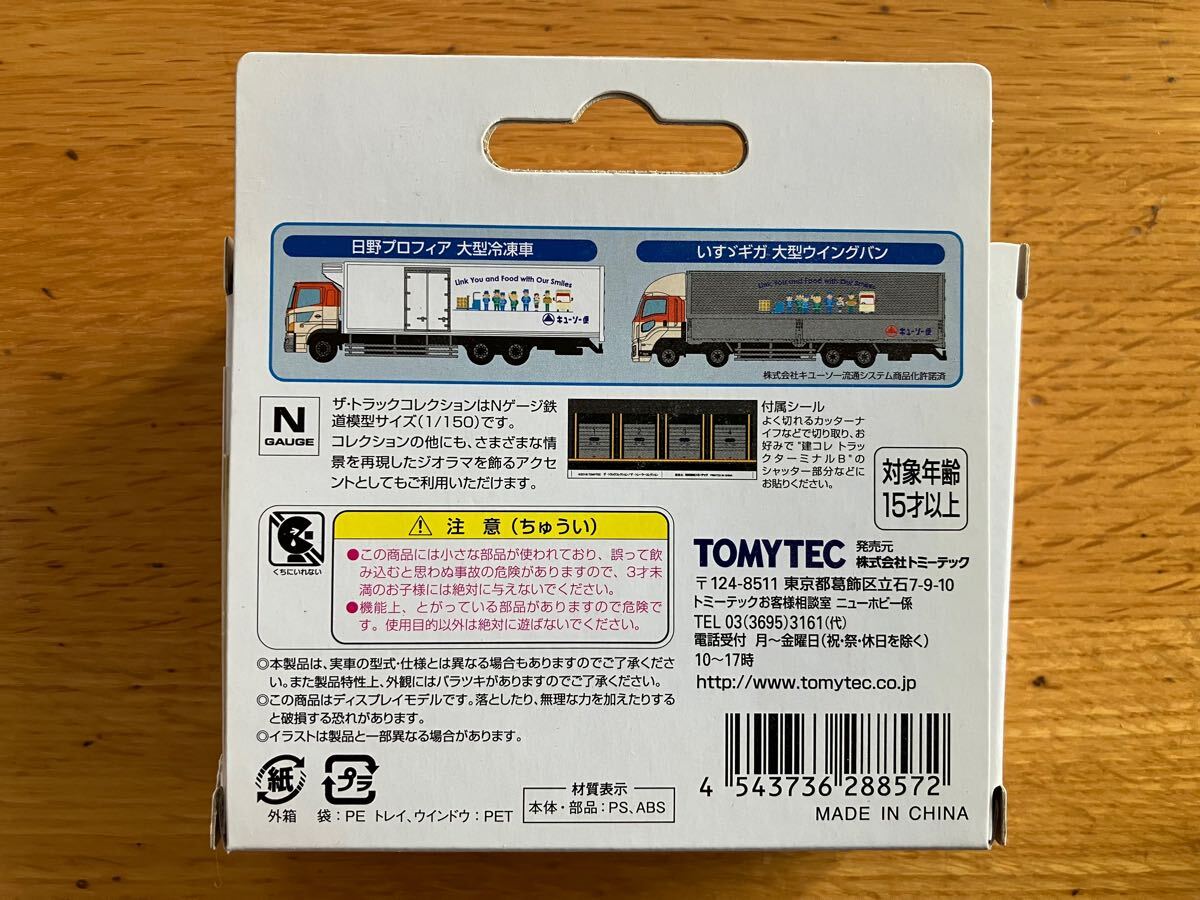 日野プロフィア 大型冷凍車
Link You and Food with Our Smiles
キユーソー便
いすゞギガ 大型ウイングバン
Link You and Food with Our Smiles
キユーソー便
株式会社キユーソー流通システム商品化許諾済
N
GAUGE
ザ・トラックコレクションはNゲージ鉄
道模型サイズ(1/150)です。
コレクションの他にも、さまざまな情
景を再現したジオラマを飾るアクセ
ントとしてもご利用いただけます。
付属シール
よく切れるカッターナ
イフなどで切り取り、お
好みで "建コレ トラッ
クターミナルB"の
シャッター部分などに
お貼りください。
対象年齢
15才以上
くちにいれない
注 意(ちゅうい)
●この商品には小さな部品が使われており、誤って飲
み込むと思わぬ事故の危険がありますので、3才未
満のお子様には絶対に与えないでください。
●機能上、とがっている部品がありますので危険で
す。使用目的以外は絶対に遊ばないでください。
TOMYTEC 発売元
株式会社トミーテック
〒124-8511 東京都葛飾区立石7-9-10
トミーテックお客様相談室 ニューホビー係
TEL 03(3695)3161(代)
電話受付 月〜金曜日(祝・祭・休日を除く)
10〜17時
http://www.tomytec.co.jp
◎本製品は、実車の型式・仕様とは異なる場合もありますのでご了承くださ
い。また製品特性上、外観にはバラツキがありますのでご了承ください。
◎この商品はディスプレイモデルです。落としたり、無理な力を加えたりする
と破損する恐れがあります。
◎イラストは製品と一部異なる場合があります。
紙
外箱
プラ
袋:PE トレイ、ウインドウ:PET
材質表示
本体・部品:PS、ABS
4 543736 288572
MADE IN CHINA